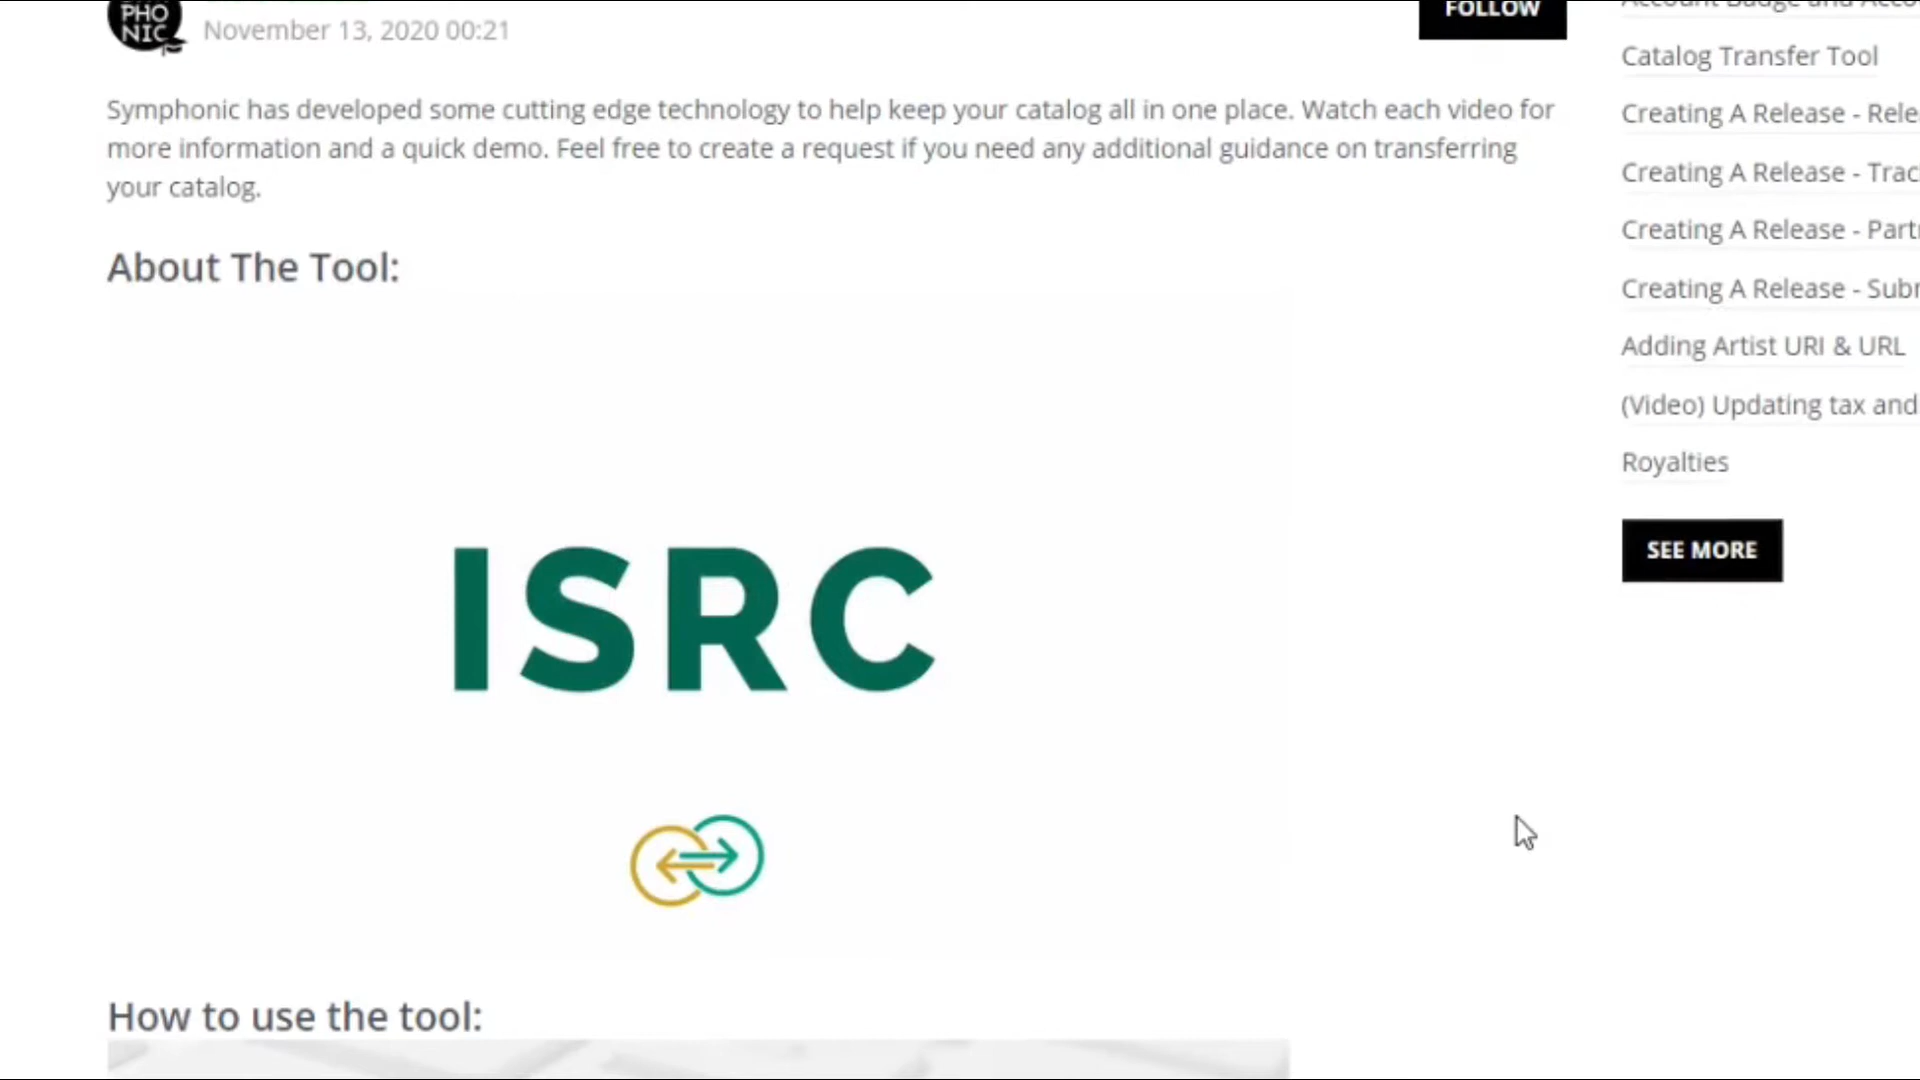 PHO
NIC
November 13, 2020 00:21
FOLLOW
Symphonic has developed some cutting edge technology to help keep your catalog all in one place. Watch each video for
more information and a quick demo. Feel free to create a request if you need any additional guidance on transferring
your catalog.
About The Tool:
ISRC
How to use the tool:
Account Badge and Acco
Catalog Transfer Tool
Creating A Release - Rele
Creating A Release - Trac
Creating A Release - Part
Creating A Release - Sub
Adding Artist URI & URL
(Video) Updating tax and
Royalties
SEE MORE